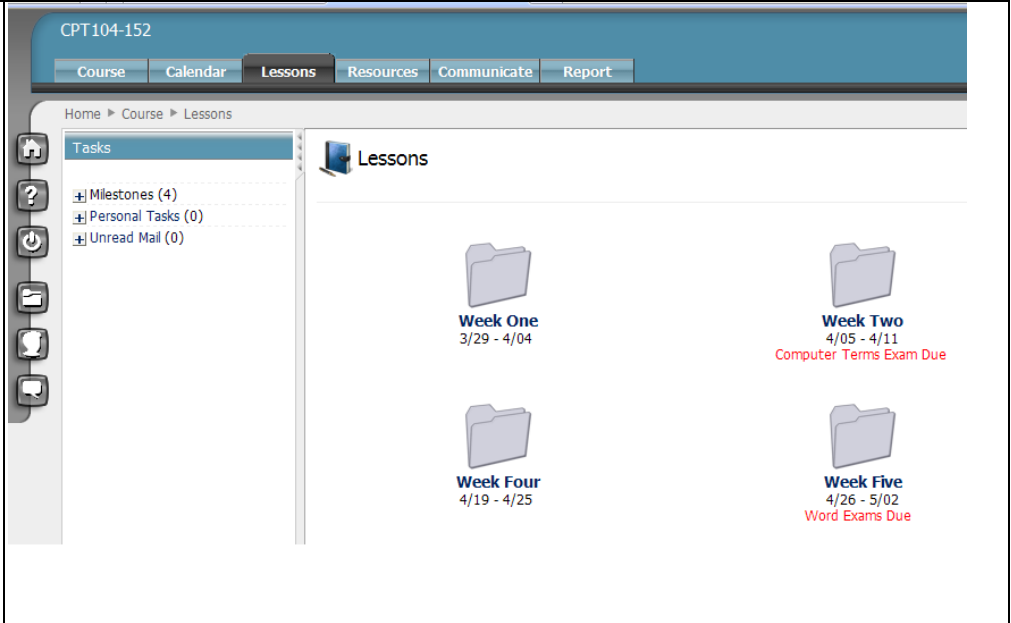 CPT104-152
Course Calendar Lessons Resources Communicate Report
Home ▶ Course ▶ Lessons
Tasks
Milestones (4)
Personal Tasks (0)
Unread Mail (0)
Lessons
Week One
3/29 - 4/04
Week Two
4/05 - 4/11
Computer Terms Exam Due
Week Four
4/19 - 4/25
Week Five
4/26 - 5/02
Word Exams Due